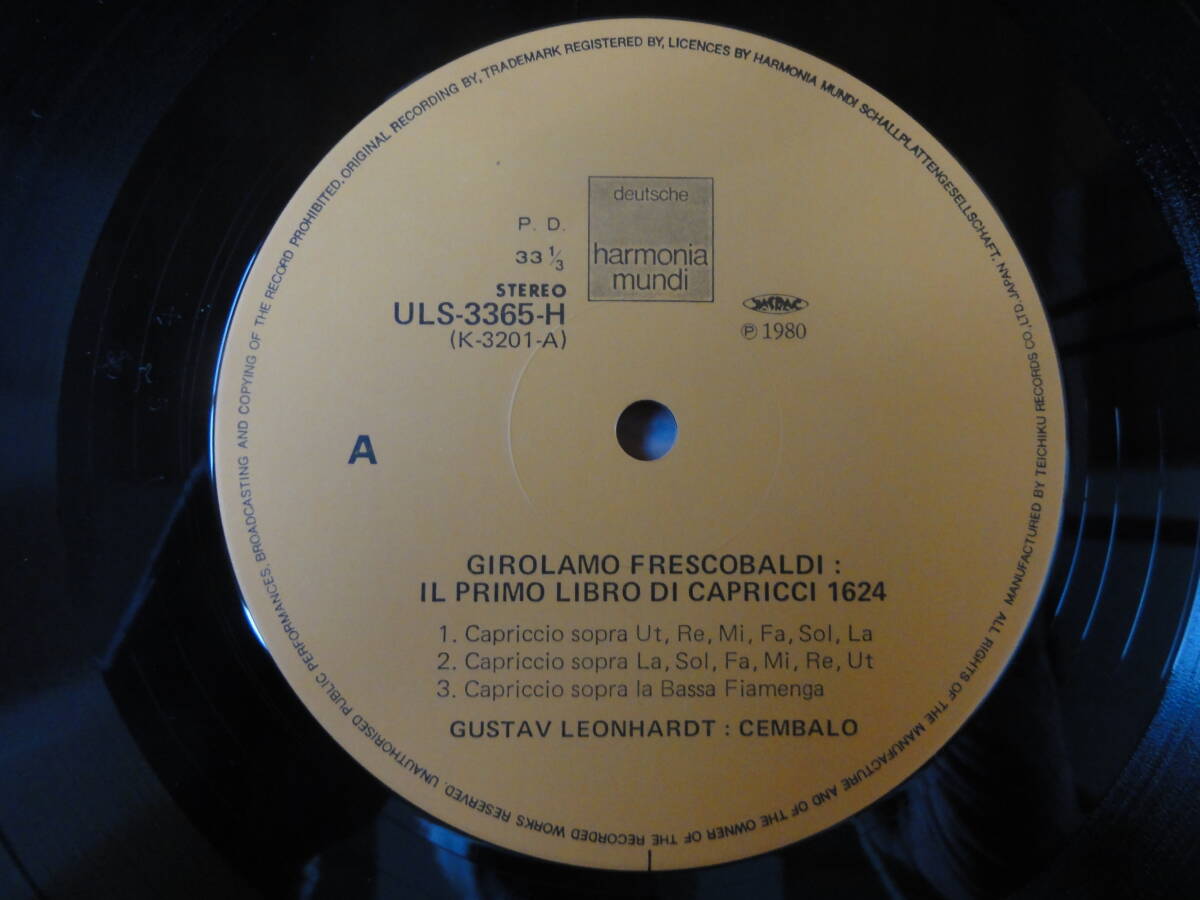 deutsche
harmonia
mundi
P. D.
33 1/3
STEREO
ULS-3365-H
(K-3201-A)
JASRAC
℗ 1980
A
GIROLAMO FRESCOBALDI :
IL PRIMO LIBRO DI CAPRICCI 1624
1. Capriccio sopra Ut, Re, Mi, Fa, Sol, La
2. Capriccio sopra La, Sol, Fa, Mi, Re, Ut
3. Capriccio sopra la Bassa Fiamenga
GUSTAV LEONHARDT : CEMBALO
ALL RIGHTS OF THE MANUFACTURE AND OF THE OWNER OF THE RECORDED WORKS RESERVED. UNAUTHORISED PUBLIC PERFORMANCES. BROADCASTING AND COPYING OF THE RECORD PROHIBITED. ORIGINAL RECORDING BY, TRADEMARK REGISTERED BY, LICENCES BY HARMONIA MUNDI SCHALLPLATTENGESELLSCHAFT. MANUFACTURED BY TEICHIKU RECORDS CO., LTD. JAPAN